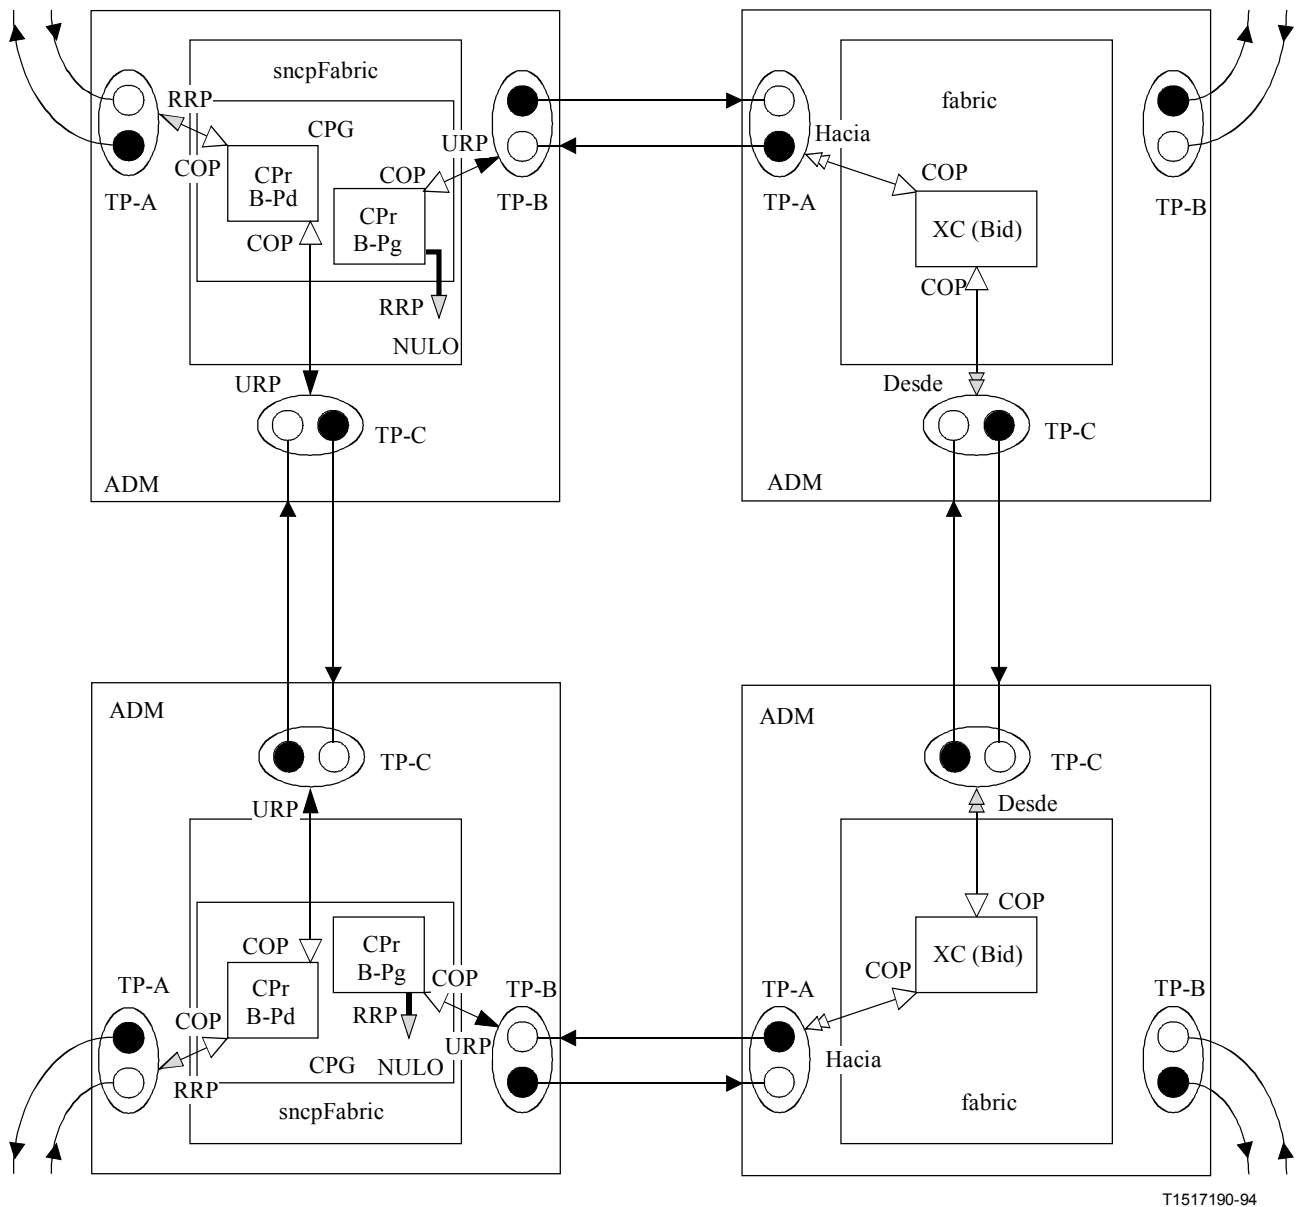 sncpFabric
RRP
CPG
COP
CPr
B-Pd
TP-A
COP
COP
CPr
B-Pg
URP
TP-B
RRP
NULO
URP
TP-C
ADM
fabric
Hacia
COP
TP-A
XC (Bid)
TP-B
COP
Desde
TP-C
ADM
ADM
TP-C
URP
COP
CPr
B-Pg
COP
TP-A
TP-B
CPr
B-Pd
COP
RRP
URP
CPG
NULO
RRP
sncpFabric
ADM
TP-C
Desde
COP
XC (Bid)
COP
TP-A
TP-B
Hacia
fabric
T1517190-94